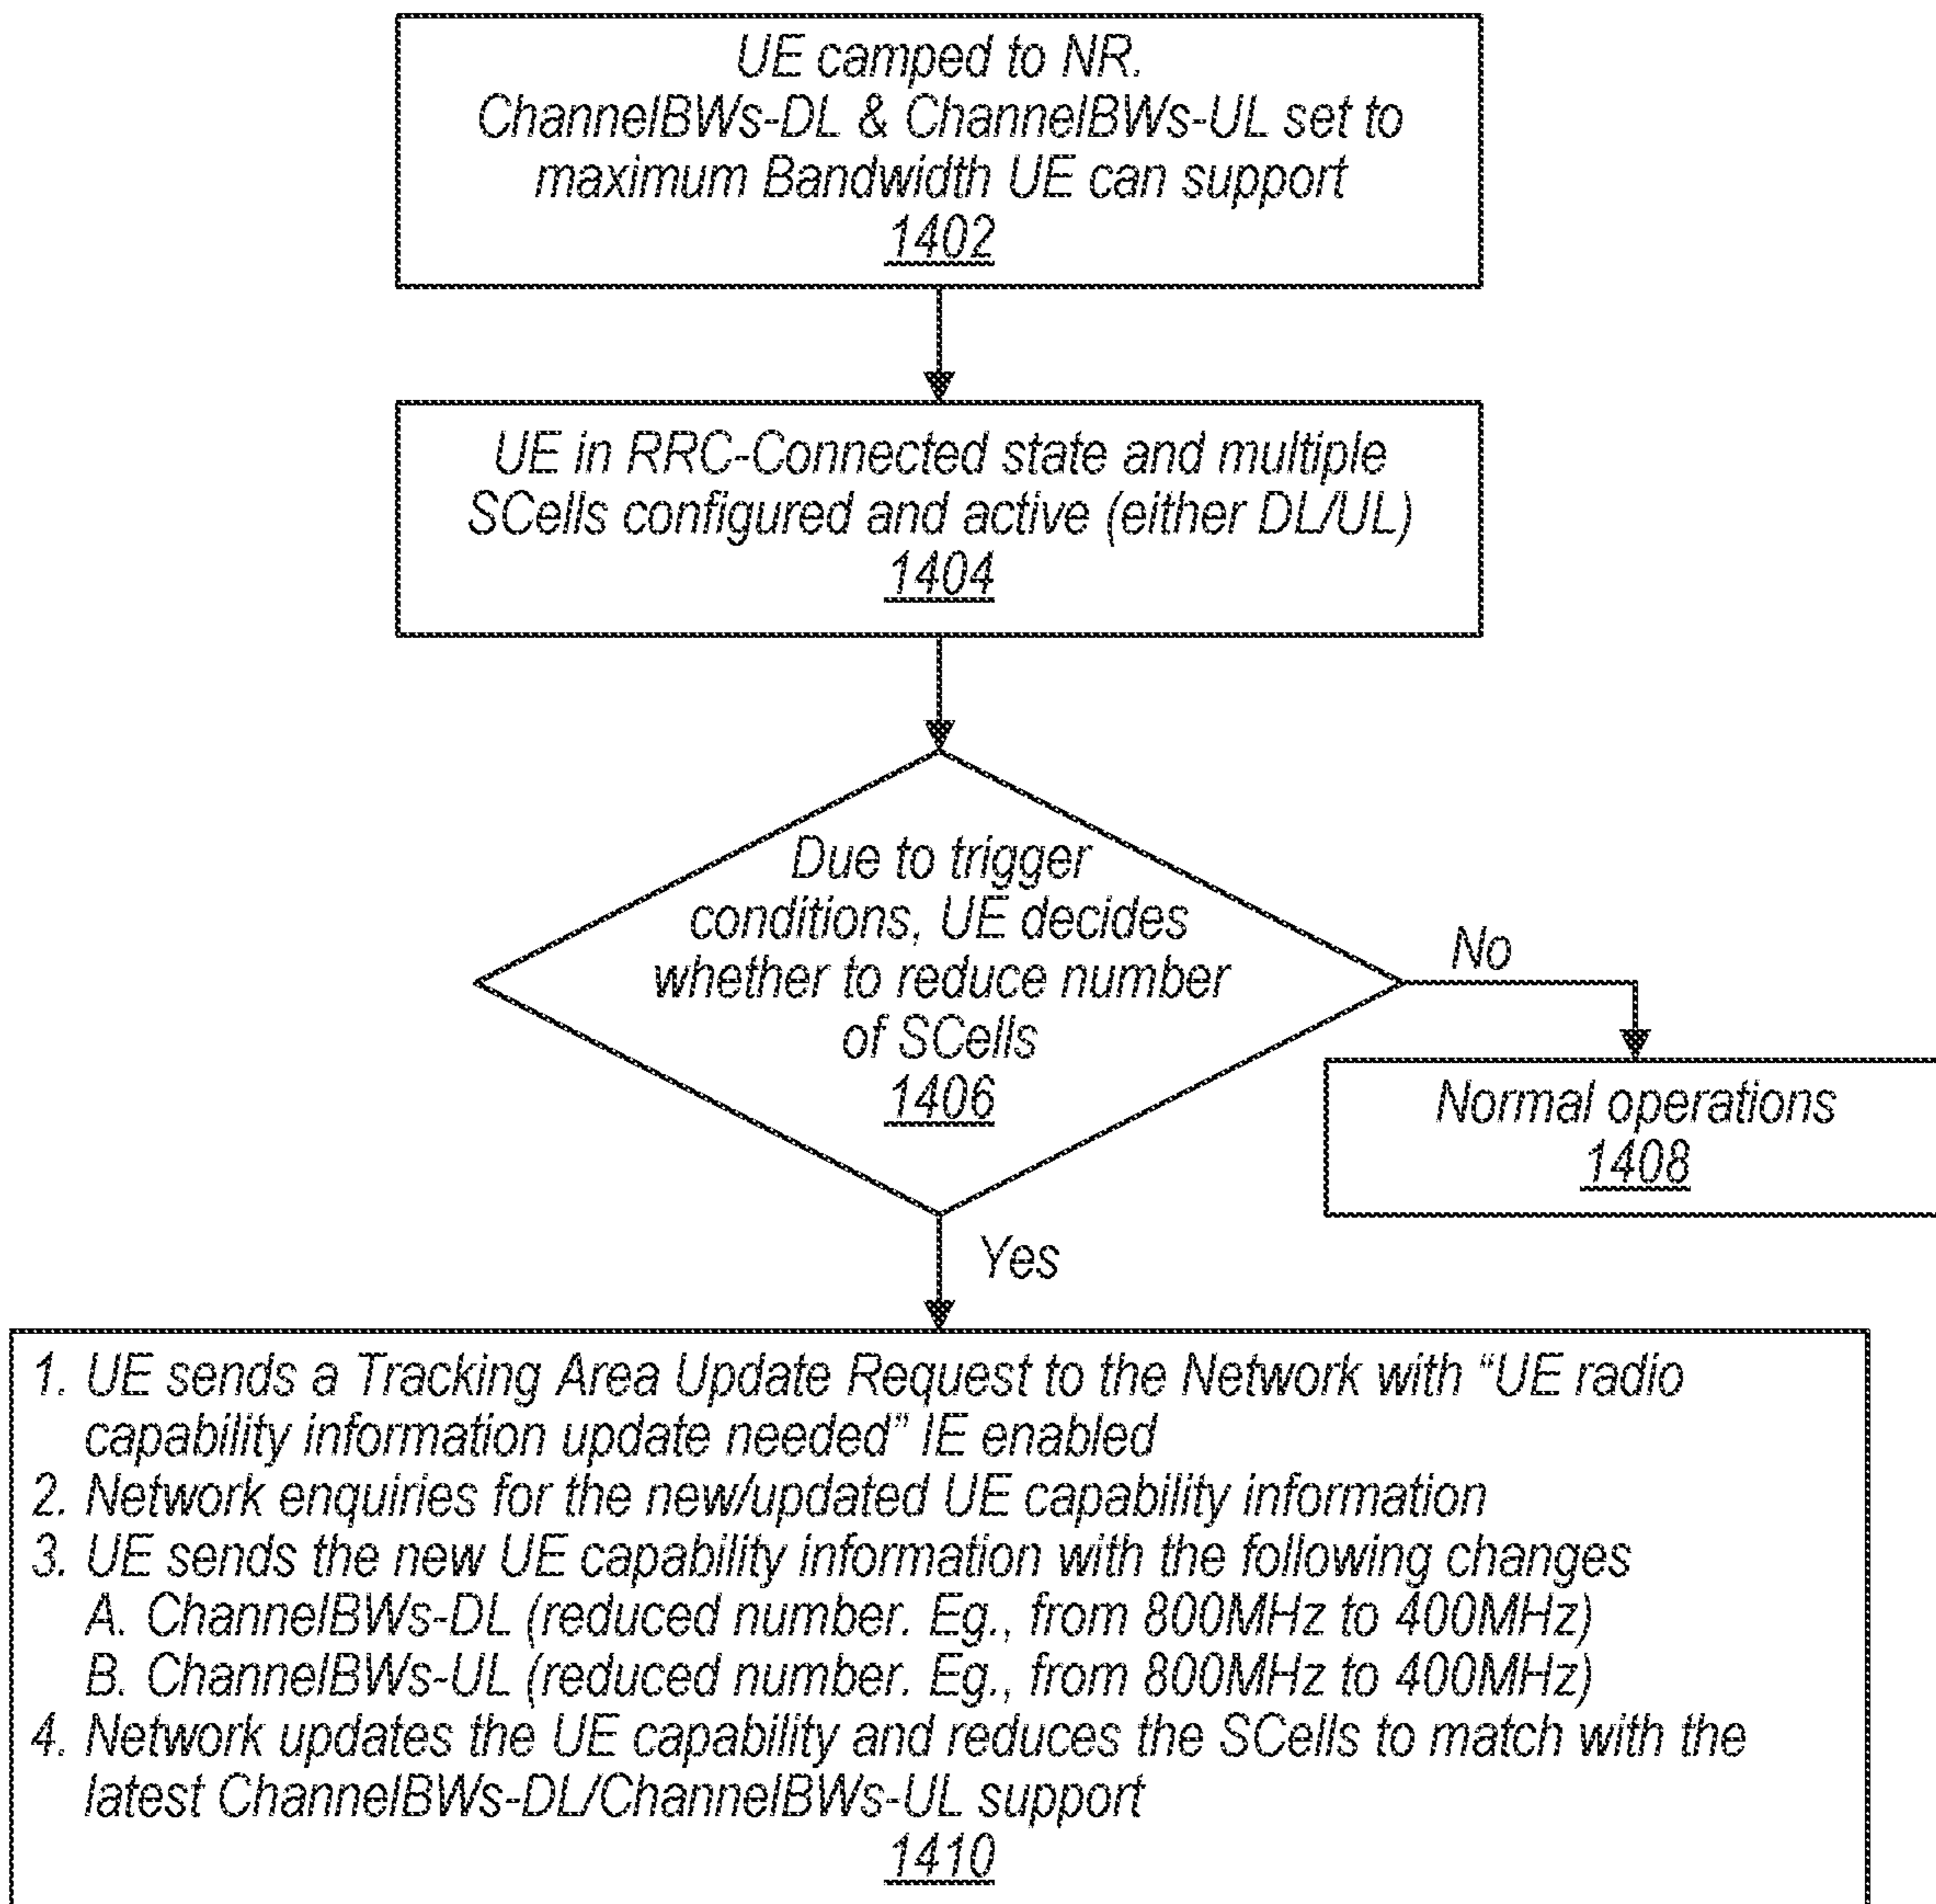 UE camped to NR.
ChannelBWs-DL & ChannelBWs-UL set to
maximum Bandwidth UE can support
1402
UE in RRC-Connected state and multiple
SCells configured and active (either DL/UL)
1404
Due to trigger
conditions, UE decides
whether to reduce number
of SCells
1406
No
Normal operations
1408
Yes
1. UE sends a Tracking Area Update Request to the Network with “UE radio
capability information update needed” IE enabled
2. Network enquiries for the new/updated UE capability information
3. UE sends the new UE capability information with the following changes
A. ChannelBWs-DL (reduced number. Eg., from 800MHz to 400MHz)
B. ChannelBWs-UL (reduced number. Eg., from 800MHz to 400MHz)
4. Network updates the UE capability and reduces the SCells to match with the
latest ChannelBWs-DL/ChannelBWs-UL support
1410